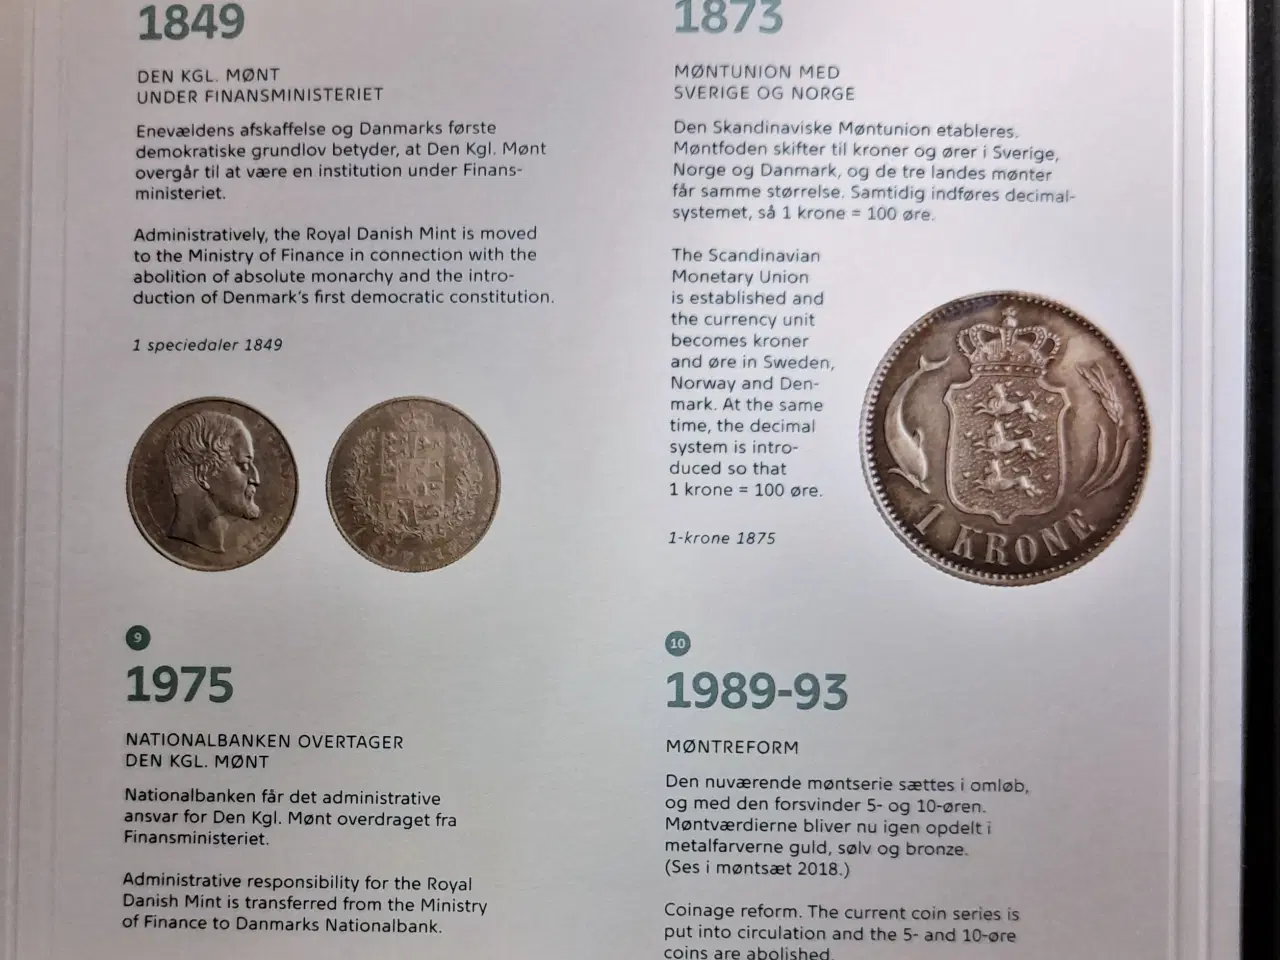 1849
DEN KGL. MØNT
UNDER FINANSMINISTERIET
Enevældens afskaffelse og Danmarks første
demokratiske grundlov betyder, at Den Kgl. Mønt
overgår til at være en institution under Finans-
ministeriet.
Administratively, the Royal Danish Mint is moved
to the Ministry of Finance in connection with the
abolition of absolute monarchy and the intro-
duction of Denmark's first democratic constitution.
1 speciedaler 1849
1873
MØNTUNION MED
SVERIGE OG NORGE
Den Skandinaviske Møntunion etableres.
Møntfoden skifter til kroner og ører i Sverige,
Norge og Danmark, og de tre landes mønter
får samme størrelse. Samtidig indføres decimal-
systemet, så 1 krone = 100 øre.
The Scandinavian
Monetary Union
is established and
the currency unit
becomes kroner
and øre in Sweden,
Norway and Den-
mark. At the same
time, the decimal
system is intro-
duced so that
1 krone = 100 øre.
1-krone 1875
1 KRONE
9
1975
NATIONALBANKEN OVERTAGER
DEN KGL. MØNT
Nationalbanken får det administrative
ansvar for Den Kgl. Mønt overdraget fra
Finansministeriet.
Administrative responsibility for the Royal
Danish Mint is transferred from the Ministry
of Finance to Danmarks Nationalbank.
10
1989-93
MØNTREFORM
Den nuværende møntserie sættes i omløb,
og med den forsvinder 5- og 10-øren.
Møntværdierne bliver nu igen opdelt i
metalfarverne guld, sølv og bronze.
(Ses i møntsæt 2018.)
Coinage reform. The current coin series is
put into circulation and the 5- and 10-øre
coins are abolished.